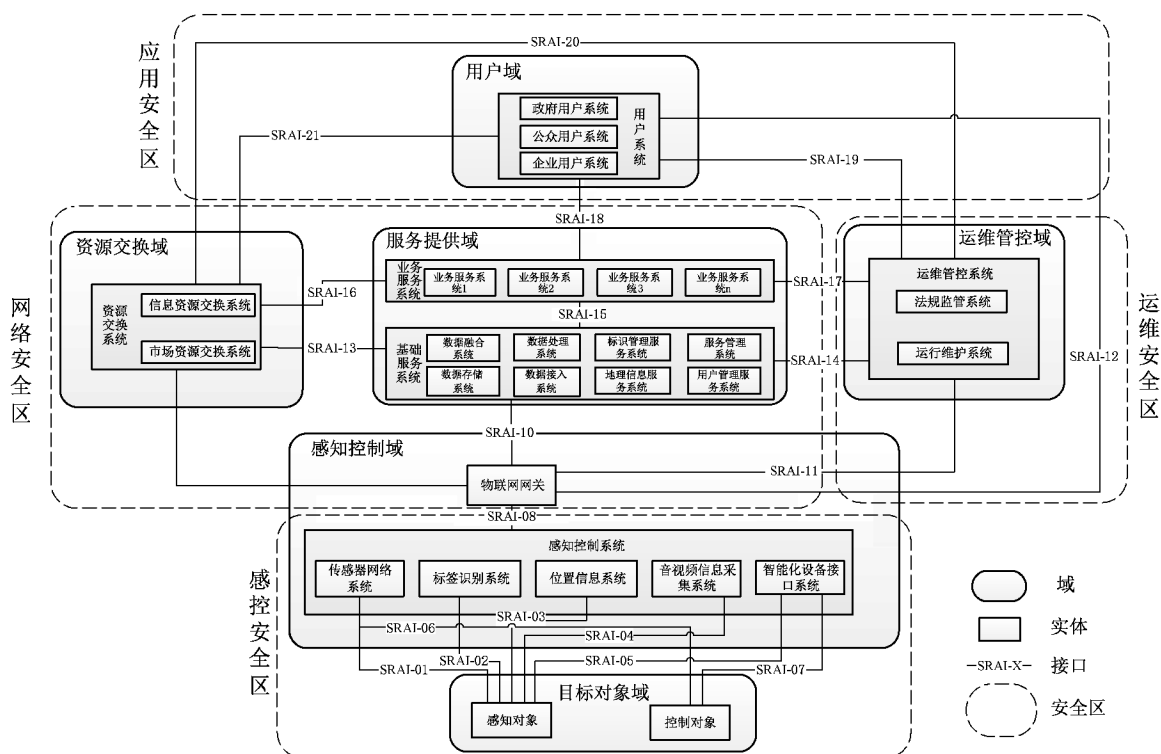 SRAI-20
应用安全区
用户域
政府用户系统
公众用户系统
企业用户系统
用户系统
SRAI-21
SRAI-19
SRAI-18
资源交换域
服务提供域
运维管控域
网络安全区
资源
交换
系统
信息资源交换系统
市场资源交换系统
SRAI-16
SRAI-13
业务
服务
系统
业务服务系
统1
业务服务系
统2
业务服务系
统3
业务服务系
统n
SRAI-15
基础
服务
系统
数据融合
系统
数据处理
系统
标识管理服
务系统
服务管理
系统
数据存储
系统
数据接入
系统
地理信息服
务系统
用户管理服
务系统
SRAI-17
SRAI-14
运维管控系统
法规监管系统
运行维护系统
SRAI-12
运维安全区
SRAI-10
感知控制域
物联网网关
SRAI-11
SRAI-08
感控安全区
感知控制系统
传感器网络
系统
标签识别系统
位置信息系统
音视频信息采
集系统
智能化设备接
口系统
SRAI-03
SRAI-06
SRAI-04
SRAI-01
SRAI-02
SRAI-05
SRAI-07
目标对象域
感知对象
控制对象
域
实体
SRAI-X
接口
安全区